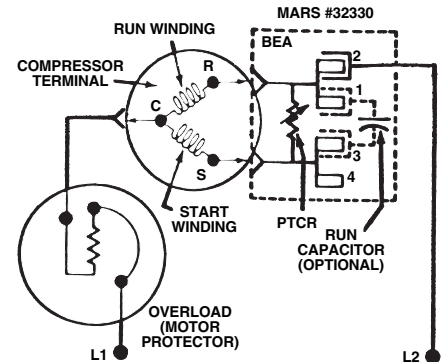 MARS #32330
RUN WINDING
BEA
COMPRESSOR
TERMINAL
R
2
C
1
S
3
4
START
WINDING
PTCR
RUN
CAPACITOR
(OPTIONAL)
OVERLOAD
(MOTOR
PROTECTOR)
L1
L2